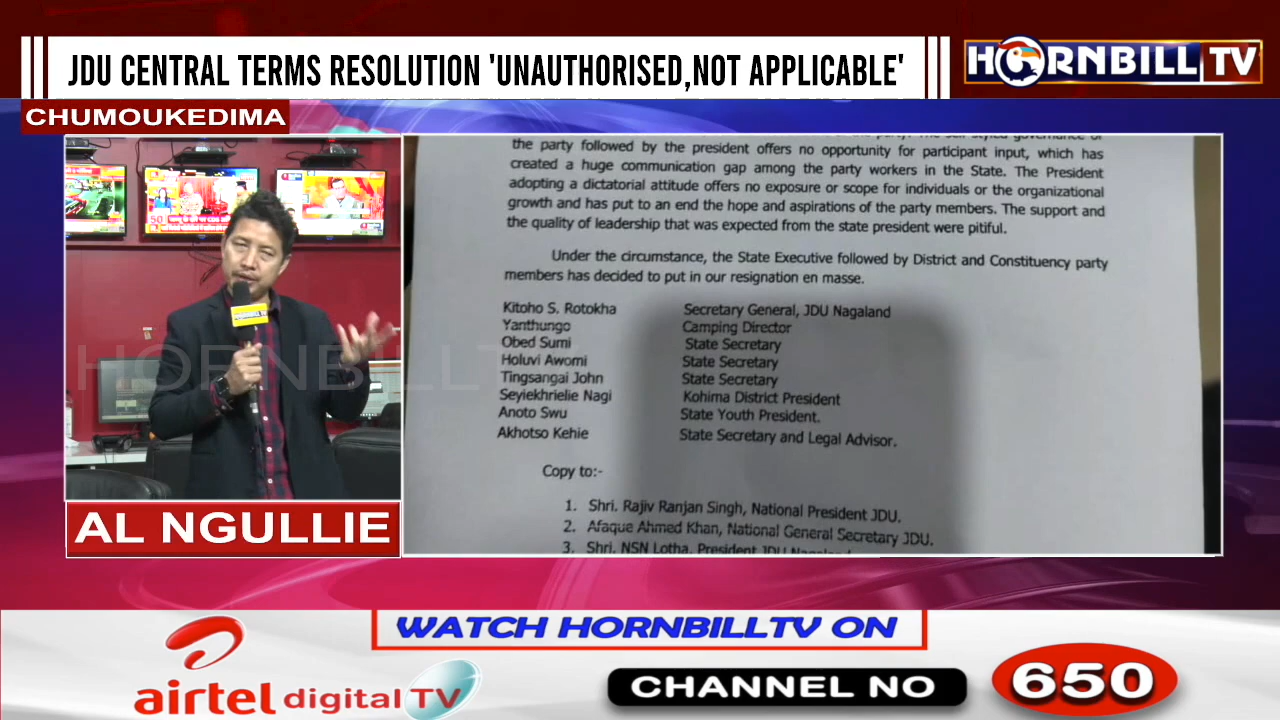 JDU CENTRAL TERMS RESOLUTION 'UNAUTHORISED,NOT APPLICABLE'
HORNBILL TV
CHUMOUKEDIMA
the party followed by the president offers no opportunity for participant input, which has
created a huge communication gap among the party workers in the State. The President
adopting a dictatorial attitude offers no exposure or scope for individuals or the organizational
growth and has put to an end the hope and aspirations of the party members. The support and
the quality of leadership that was expected from the state president were pitiful.
Under the circumstance, the State Executive followed by District and Constituency party
members has decided to put in our resignation en masse.
Kitoho S. Rotokha Secretary General, JDU Nagaland
Yanthungo Camping Director
Obed Sumi State Secretary
Holuvi Awomi State Secretary
Tingsangai John State Secretary
Seyiekhrielie Nagi Kohima District President
Anoto Swu State Youth President.
Akhotso Kehie State Secretary and Legal Advisor.
Copy to:-
1. Shri. Rajiv Ranjan Singh, National President JDU.
2. Afaque Ahmed Khan, National General Secretary JDU.
3. Shri. NSN Lotha, President JDU Nagaland
HORNBILL TV
HORNBILL T
AL NGULLIE
WATCH HORNBILLTV ON
airtel digital TV
CHANNEL NO 650